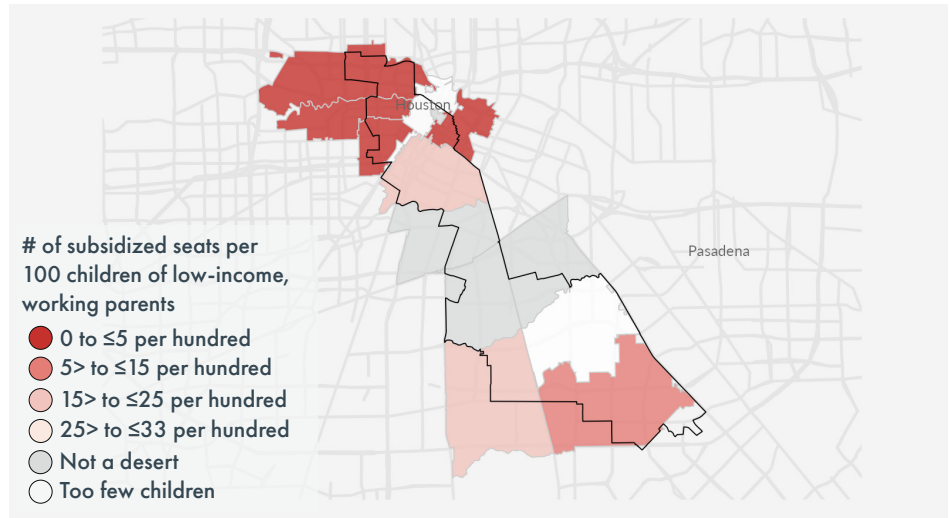 Houston
Pasadena
# of subsidized seats per
100 children of low-income,
working parents
0 to ≤5 per hundred
5> to ≤15 per hundred
15> to ≤25 per hundred
25> to ≤33 per hundred
Not a desert
Too few children